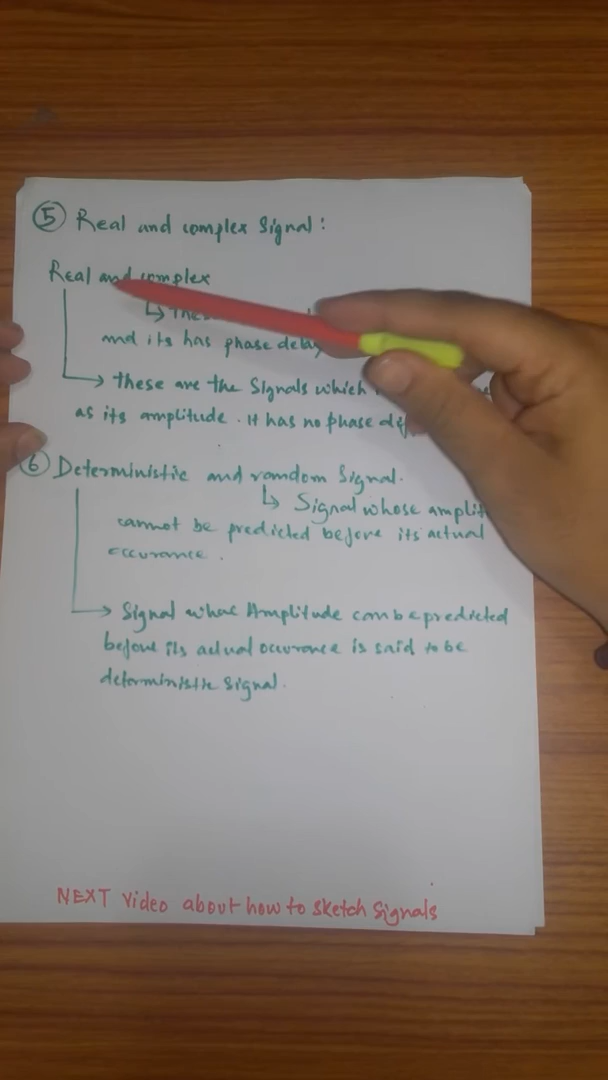 5 Real and complex Signal:
Real and complex
↳ These
and its has phase delay
→ these are the Signals which
as its amplitude. It has no phase
6 Deterministic and random Signal.
↳ Signal whose
cannot be predicted before its actual
occurance.
→ Signal whose Amplitude can be predicted
before its actual occurance is said to be
deterministic signal.
NEXT Video about how to sketch Signals